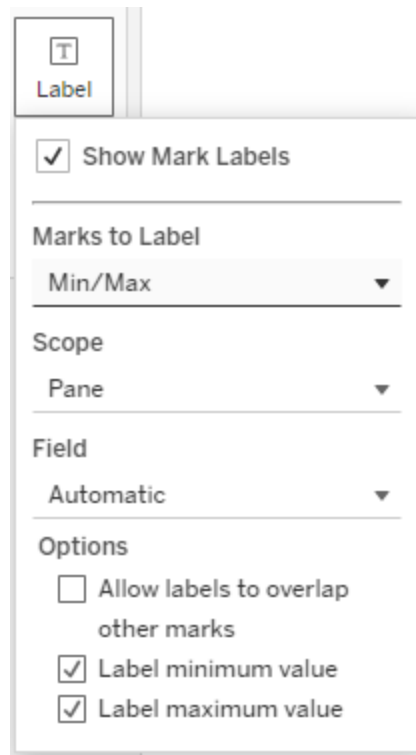 T
Label
Show Mark Labels
Marks to Label
Min/Max
Scope
Pane
Field
Automatic
Options
Allow labels to overlap
other marks
Label minimum value
Label maximum value